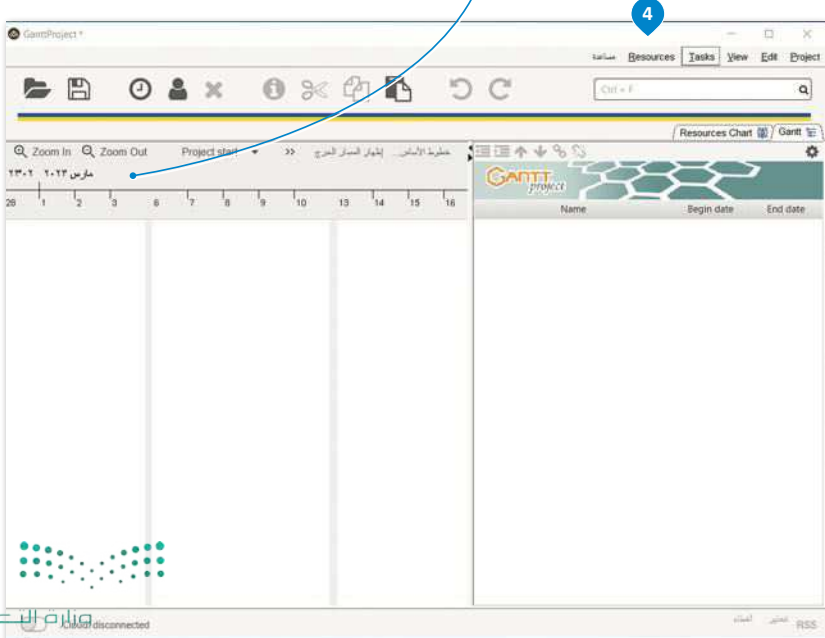 4
GanttProject *
مساعدة Resources Tasks View Edit Project
Ctrl + F
Resources Chart Gantt
Zoom In Zoom Out Project start >> إظهار المسار الحرج خطوط الأساس...
مارس ٢٠٢٣
28 1 2 3 6 7 8 9 10 13 14 15 16
GANTT project
Name Begin date End date
disconnected
RSS